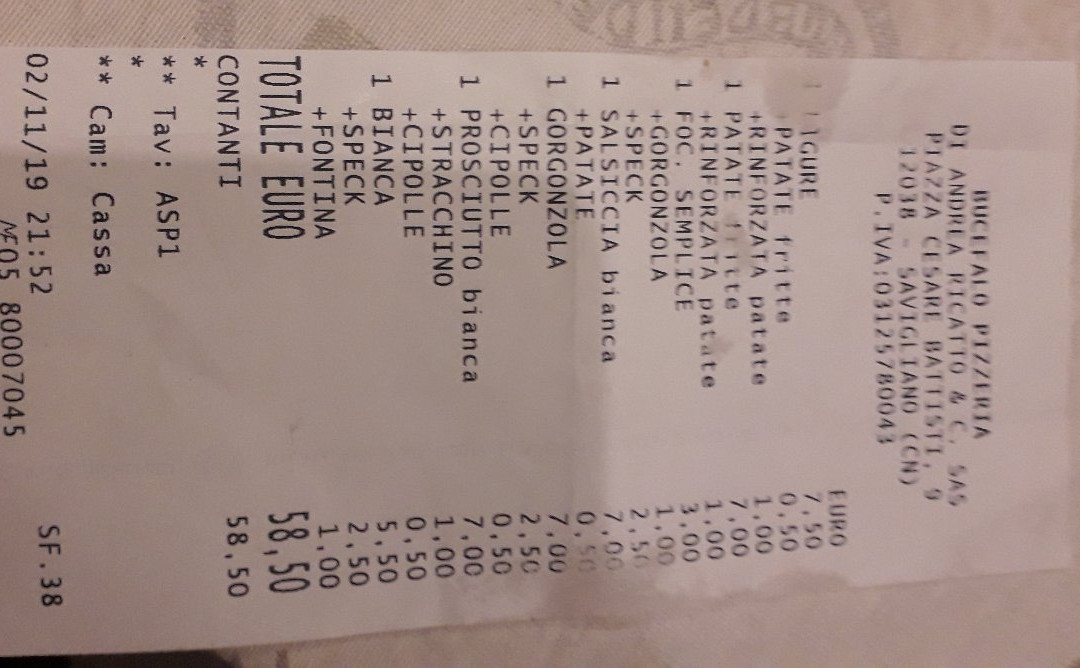 BUCEFALO PIZZERIA
DI ANDREA RICATTO & C. SAS
PIAZZA CESARE BATTISTI, 9
12038 - SAVIGLIANO (CN)
P.IVA:03125780043
EURO
1 LIGURE 7,50
+PATATE fritte 0,50
+RINFORZATA patate 1,00
1 PATATE fritte 7,00
+RINFORZATA patate 1,00
1 FOC. SEMPLICE 3,00
+GORGONZOLA 1,00
+SPECK 2,50
1 SALSICCIA bianca 7,00
+PATATE 0,50
1 GORGONZOLA 7,00
+SPECK 2,50
+CIPOLLE 0,50
1 PROSCIUTTO bianca 7,00
+STRACCHINO 1,00
+CIPOLLE 0,50
1 BIANCA 5,50
+SPECK 2,50
+FONTINA 1,00
TOTALE EURO 58,50
CONTANTI 58,50
*
** Tav: ASP1
*
** Cam: Cassa
02/11/19 21:52 SF.38
05 80007045